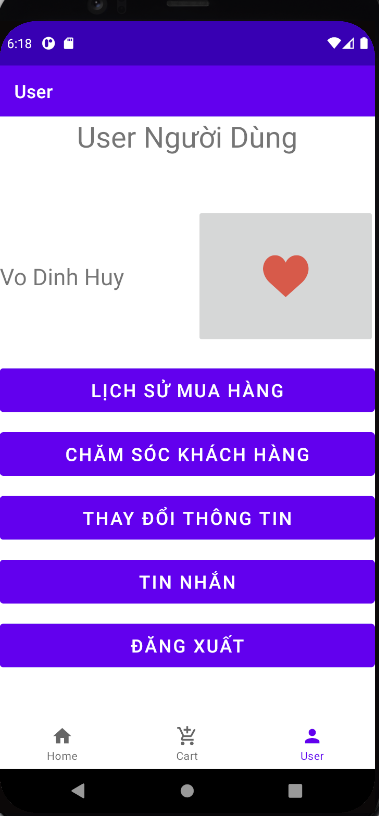 6:18
User
User Người Dùng
Vo Dinh Huy
LỊCH SỬ MUA HÀNG
CHĂM SÓC KHÁCH HÀNG
THAY ĐỔI THÔNG TIN
TIN NHẮN
ĐĂNG XUẤT
Home
Cart
User